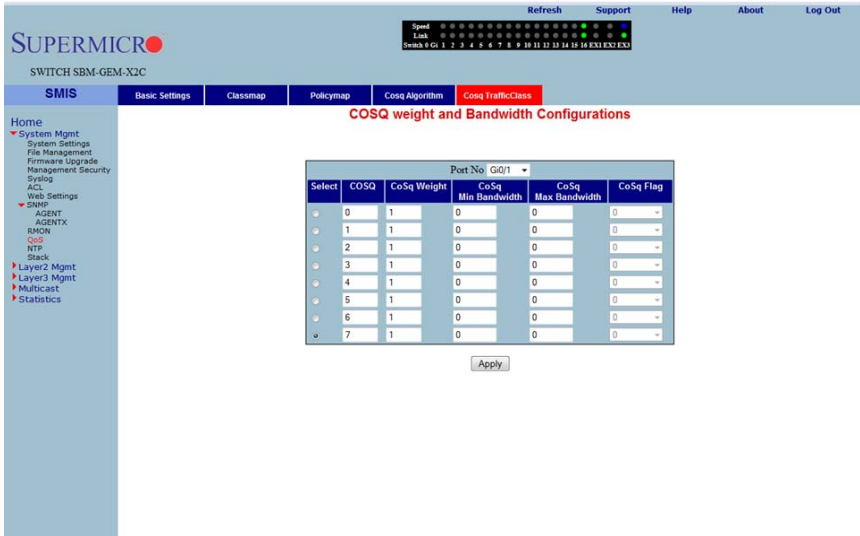 Refresh Support Help About Log Out
Speed
Link
Switch 0 Gi 1 2 3 4 5 6 7 8 9 10 11 12 13 14 15 16 EX1 EX2 EX3
SUPERMICRO
SWITCH SBM-GEM-X2C
SMIS Basic Settings Classmap Policymap Cosq Algorithm Cosq TrafficClass
COSQ weight and Bandwidth Configurations
Home
System Mgmt
System Settings
File Management
Firmware Upgrade
Management Security
Syslog
ACL
Web Settings
SNMP
AGENT
AGENTX
RMON
QoS
NTP
Stack
Layer2 Mgmt
Layer3 Mgmt
Multicast
Statistics
Port No Gi0/1
Select COSQ CoSq Weight CoSq Min Bandwidth CoSq Max Bandwidth CoSq Flag
0 1 0 0 0
1 1 0 0 0
2 1 0 0 0
3 1 0 0 0
4 1 0 0 0
5 1 0 0 0
6 1 0 0 0
7 1 0 0 0
Apply